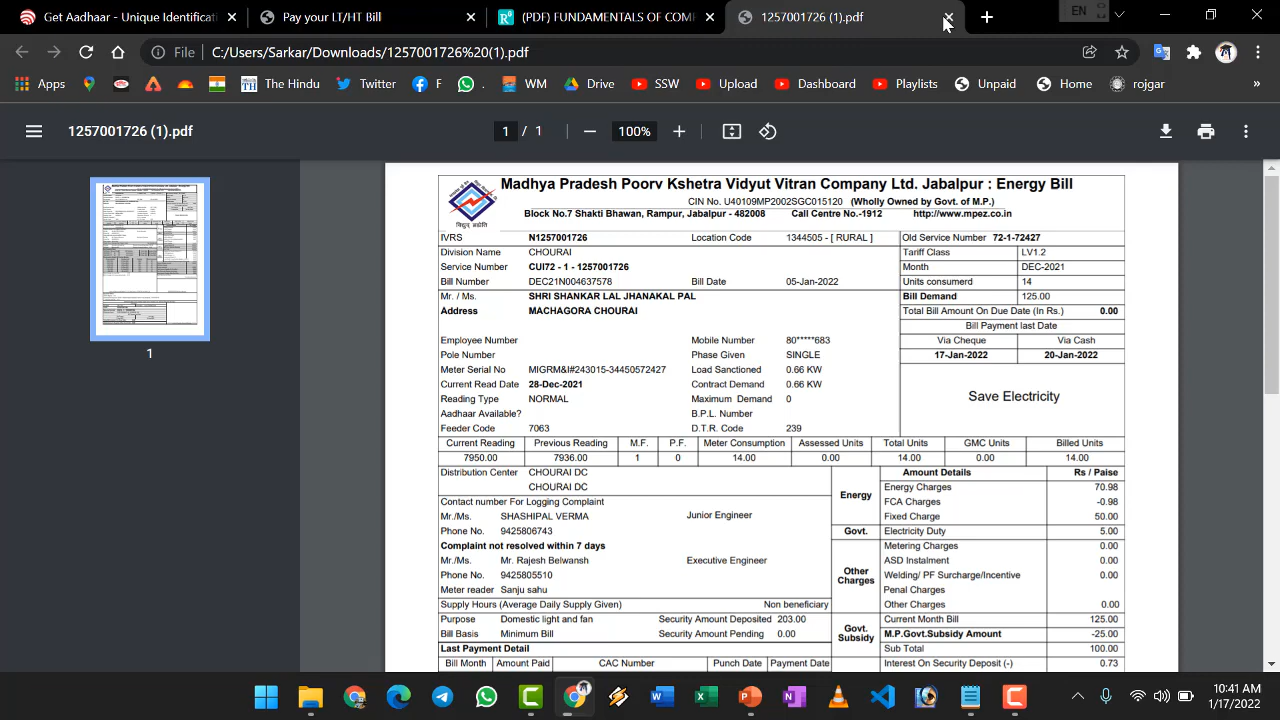 Get Aadhaar - Unique Identificati
Pay your LT/HT Bill
(PDF) FUNDAMENTALS OF COM
1257001726 (1).pdf
EN
File C:/Users/Sarkar/Downloads/1257001726%20(1).pdf
Apps The Hindu Twitter F . WM Drive SSW Upload Dashboard Playlists Unpaid Home rojgar »
1257001726 (1).pdf 1 / 1 100%
1
Madhya Pradesh Poorv Kshetra Vidyut Vitran Company Ltd. Jabalpur : Energy Bill
CIN No. U40109MP2002SGC015126 (Wholly Owned by Govt. of M.P.)
Block No.7 Shakti Bhawan, Rampur, Jabalpur - 482008 Call Centre No.-1912 http://www.mpez.co.in
IVRS N1257001726 Location Code 1344505 - [ RURAL ] Old Service Number 72-1-72427
Division Name CHOURAI Tariff Class LV1.2
Service Number CUI72 - 1 - 1257001726 Month DEC-2021
Bill Number DEC21N004637578 Bill Date 05-Jan-2022 Units consumerd 14
Mr. / Ms. SHRI SHANKAR LAL JHANAKAL PAL Bill Demand 125.00
Address MACHAGORA CHOURAI Total Bill Amount On Due Date (In Rs.) 0.00
Bill Payment last Date
Employee Number Mobile Number 80*****683 Via Cheque Via Cash
Pole Number Phase Given SINGLE 17-Jan-2022 20-Jan-2022
Meter Serial No MIGRM&I#243015-34450572427 Load Sanctioned 0.66 KW
Current Read Date 28-Dec-2021 Contract Demand 0.66 KW
Save Electricity
Reading Type NORMAL Maximum Demand 0
Aadhaar Available? B.P.L. Number
Feeder Code 7063 D.T.R. Code 239
Current Reading Previous Reading M.F. P.F. Meter Consumption Assessed Units Total Units GMC Units Billed Units
7950.00 7936.00 1 0 14.00 0.00 14.00 0.00 14.00
Distribution Center CHOURAI DC Amount Details Rs / Paise
CHOURAI DC Energy Energy Charges 70.98
Contact number For Logging Complaint FCA Charges -0.98
Mr./Ms. SHASHIPAL VERMA Junior Engineer Fixed Charge 50.00
Phone No. 9425806743 Govt. Electricity Duty 5.00
Complaint not resolved within 7 days Metering Charges 0.00
Mr./Ms. Mr. Rajesh Belwansh Executive Engineer ASD Instalment 0.00
Phone No. 9425805510 Other Charges Welding/ PF Surcharge/Incentive 0.00
Meter reader Sanju sahu Penal Charges
Supply Hours (Average Daily Supply Given) Non beneficiary Other Charges 0.00
Purpose Domestic light and fan Security Amount Deposited 203.00 Current Month Bill 125.00
Bill Basis Minimum Bill Security Amount Pending 0.00 Govt. Subsidy M.P.Govt.Subsidy Amount -25.00
Last Payment Detail Sub Total 100.00
Bill Month Amount Paid CAC Number Punch Date Payment Date Interest On Security Deposit (-) 0.73
10:41 AM
1/17/2022